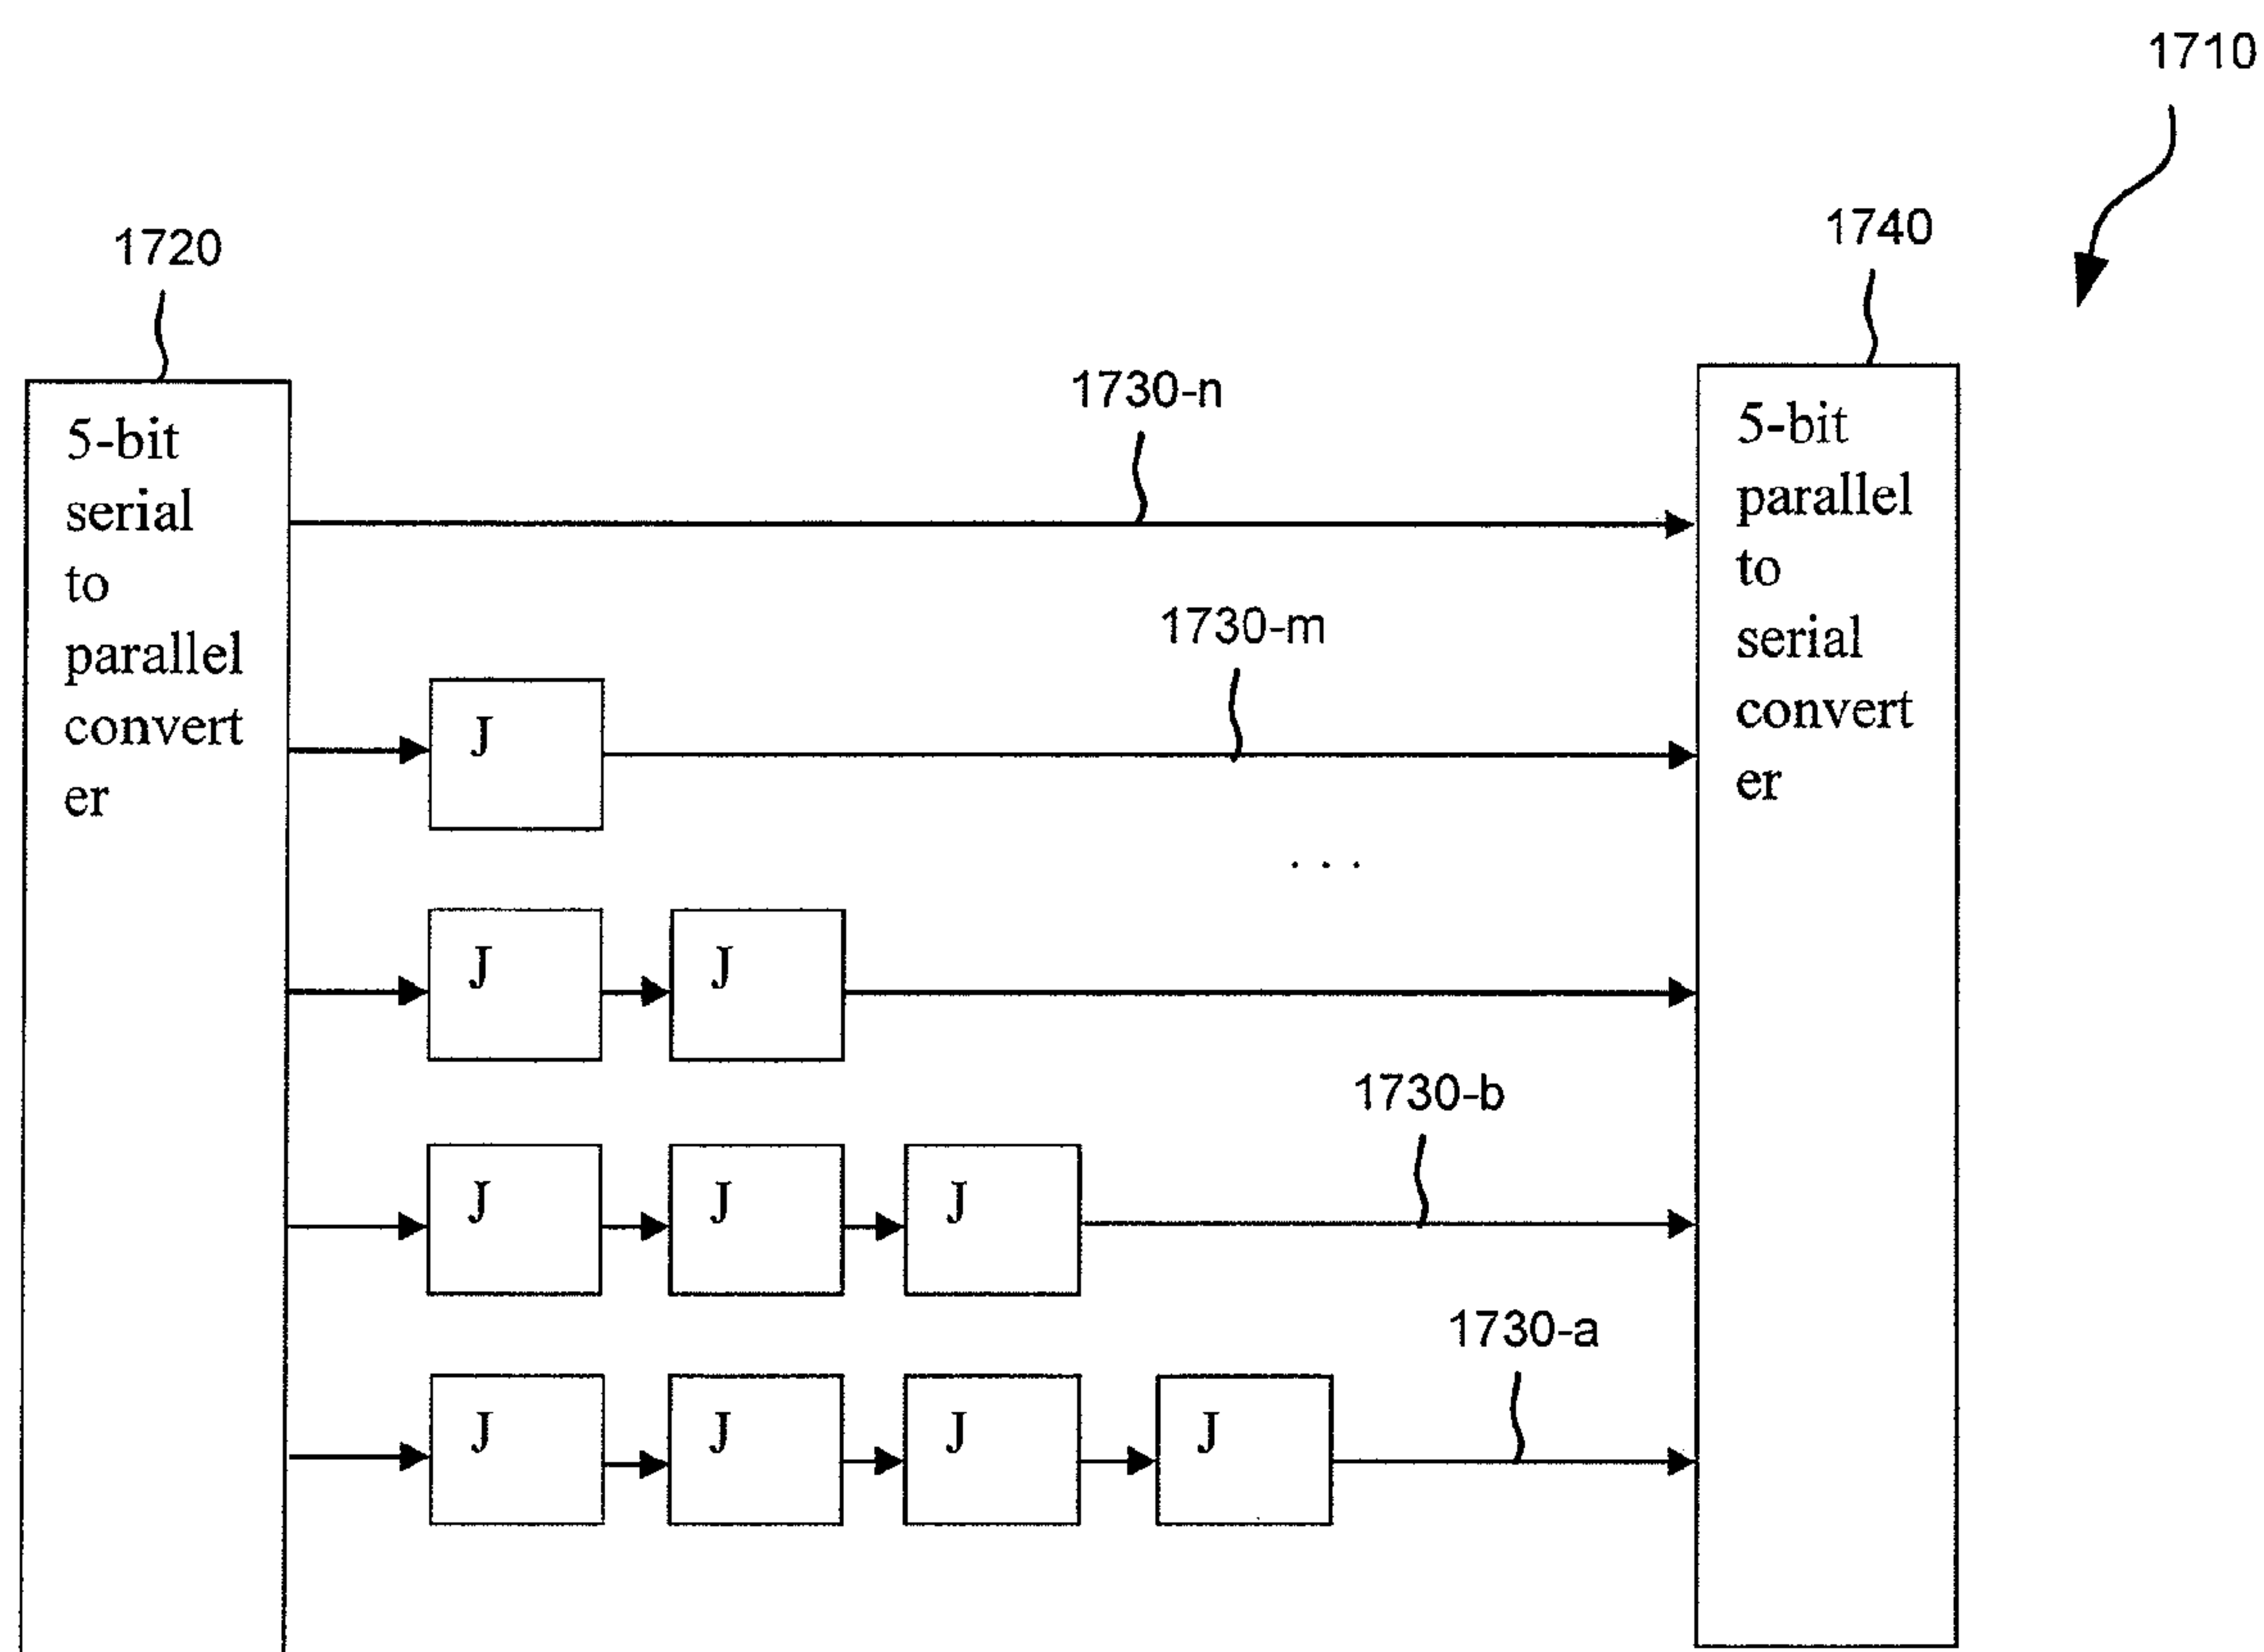 1710
1720
1740
5-bit
serial
to
parallel
convert
er
5-bit
parallel
to
serial
convert
er
1730-n
1730-m
J
. . .
J J
1730-b
J J J
1730-a
J J J J